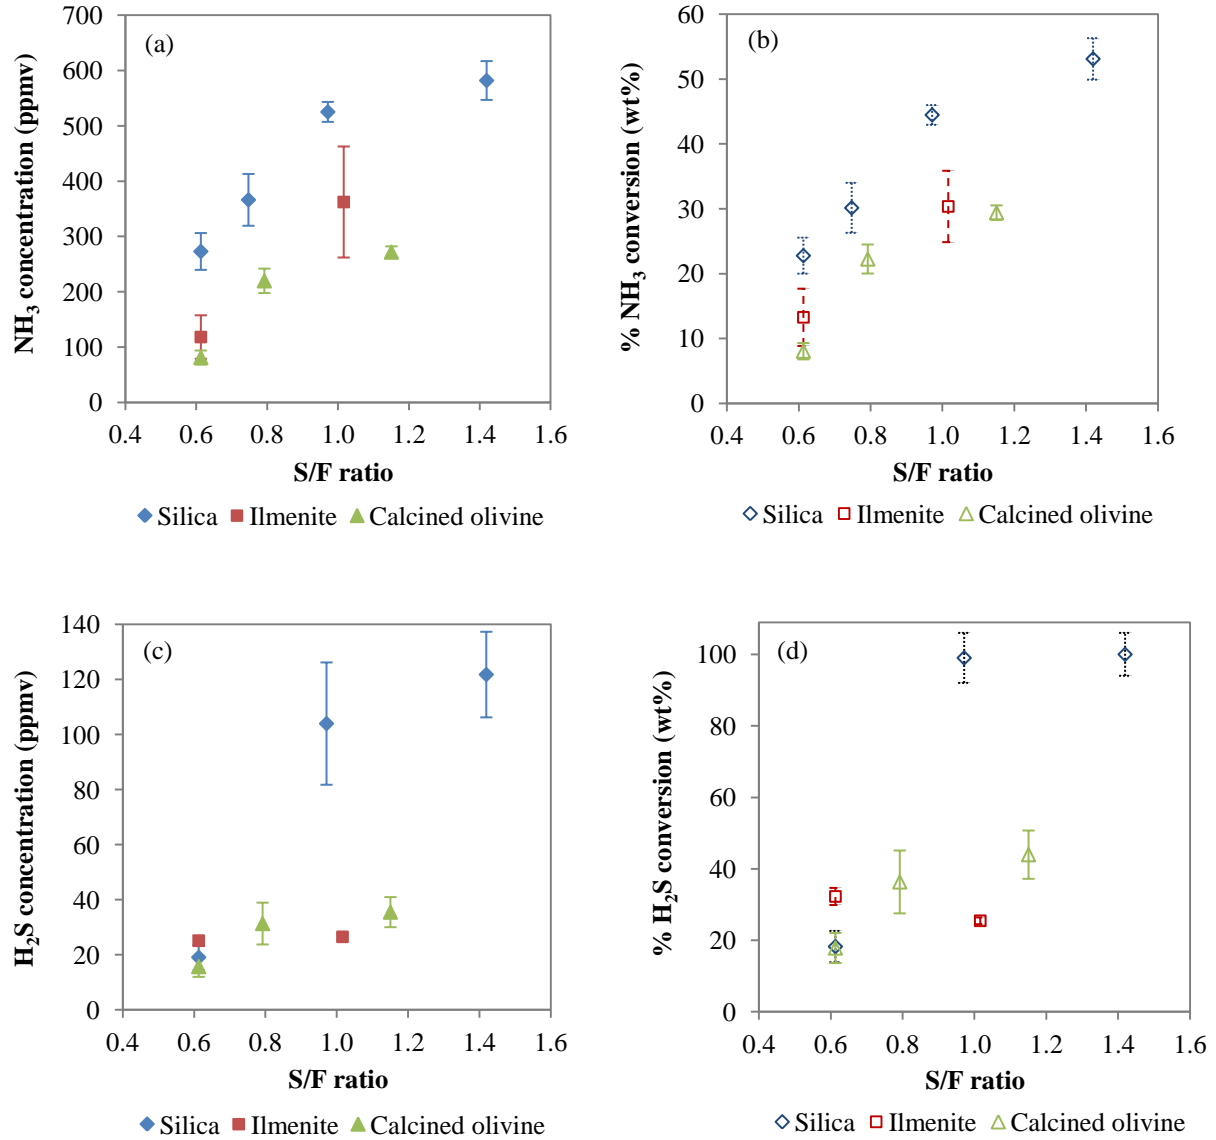 (a)
NH₃ concentration (ppmv)
700
600
500
400
300
200
100
0
0.4 0.6 0.8 1.0 1.2 1.4 1.6
S/F ratio
Silica Ilmenite Calcined olivine
(b)
% NH₃ conversion (wt%)
60
50
40
30
20
10
0
0.4 0.6 0.8 1.0 1.2 1.4 1.6
S/F ratio
Silica Ilmenite Calcined olivine
(c)
H₂S concentration (ppmv)
140
120
100
80
60
40
20
0
0.4 0.6 0.8 1.0 1.2 1.4 1.6
S/F ratio
Silica Ilmenite Calcined olivine
(d)
% H₂S conversion (wt%)
100
80
60
40
20
0
0.4 0.6 0.8 1.0 1.2 1.4 1.6
S/F ratio
Silica Ilmenite Calcined olivine